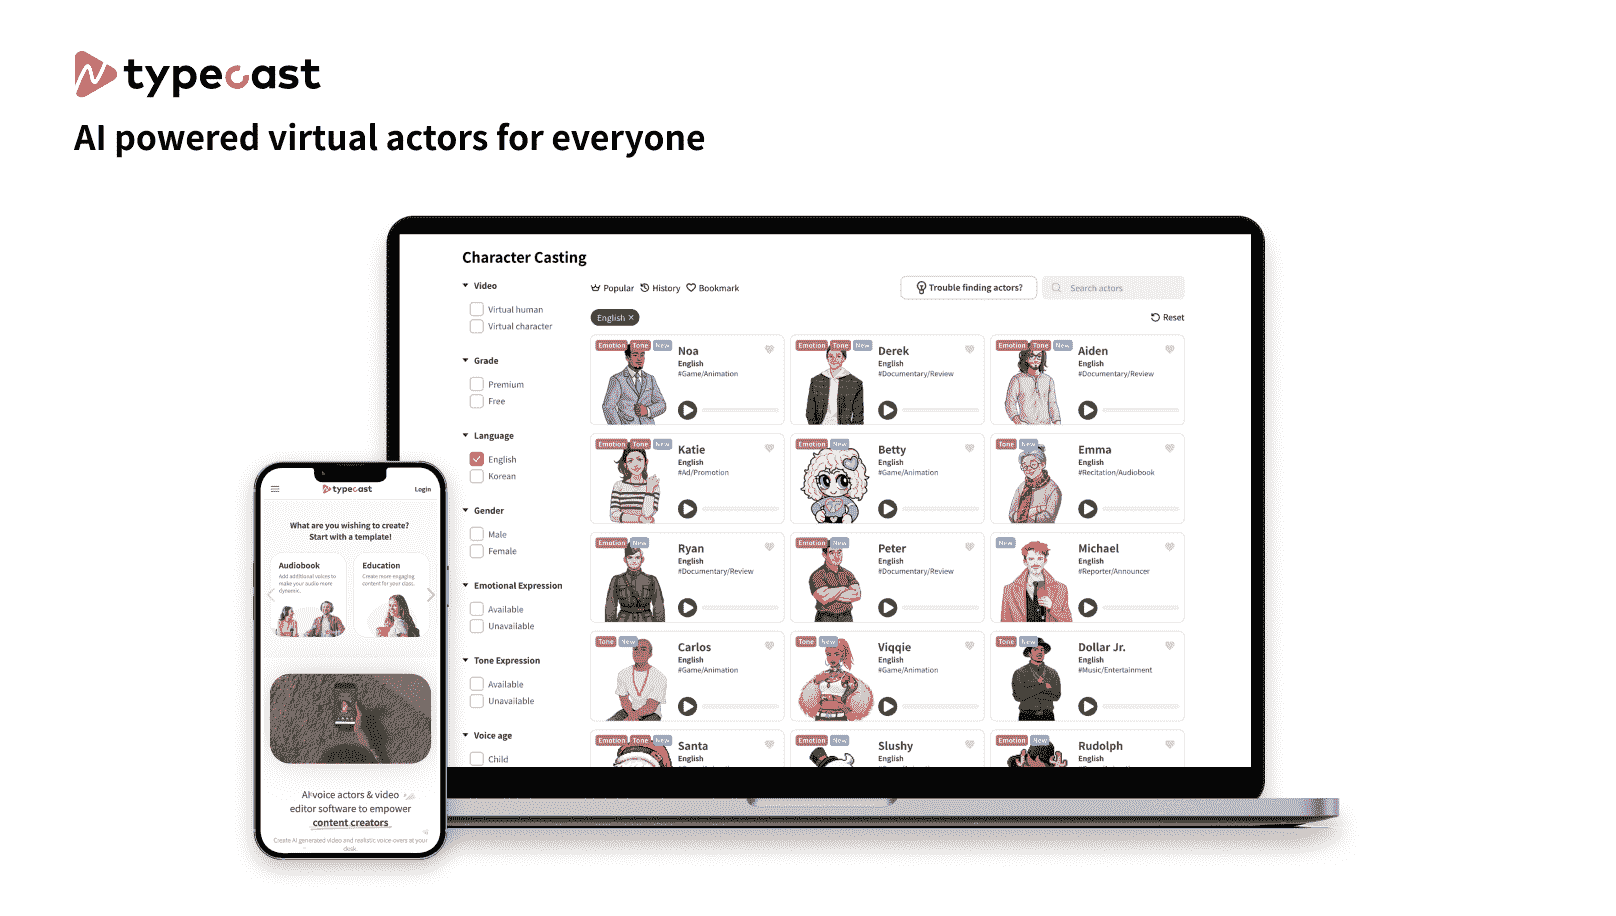 typecast
AI powered virtual actors for everyone
Character Casting
Video
Virtual human
Virtual character
Grade
Premium
Free
Language
English
Korean
Gender
Male
Female
Emotional Expression
Available
Unavailable
Tone Expression
Available
Unavailable
Voice age
Child
Popular History Bookmark
Trouble finding actors?
Search actors
English ×
Reset
Emotion Tone New
Noa
English
#Game/Animation
Emotion Tone New
Derek
English
#Documentary/Review
Emotion Tone New
Aiden
English
#Documentary/Review
Emotion Tone New
Katie
English
#Ad/Promotion
Emotion New
Betty
English
#Game/Animation
Tone New
Emma
English
#Recitation/Audiobook
Emotion New
Ryan
English
#Documentary/Review
Emotion New
Peter
English
#Documentary/Review
New
Michael
English
#Reporter/Announcer
Tone New
Carlos
English
#Game/Animation
Tone New
Viqqie
English
#Game/Animation
Tone New
Dollar Jr.
English
#Music/Entertainment
Emotion Tone New
Santa
English
Emotion New
Slushy
English
Emotion New
Rudolph
English
typecast
Login
What are you wishing to create?
Start with a template!
Audiobook
Add additional voices to
make your audio more
dynamic.
Education
Create more engaging
content for your class.
AI voice actors & video
editor software to empower
content creators
Create AI generated video and realistic voice-overs at your
desk.